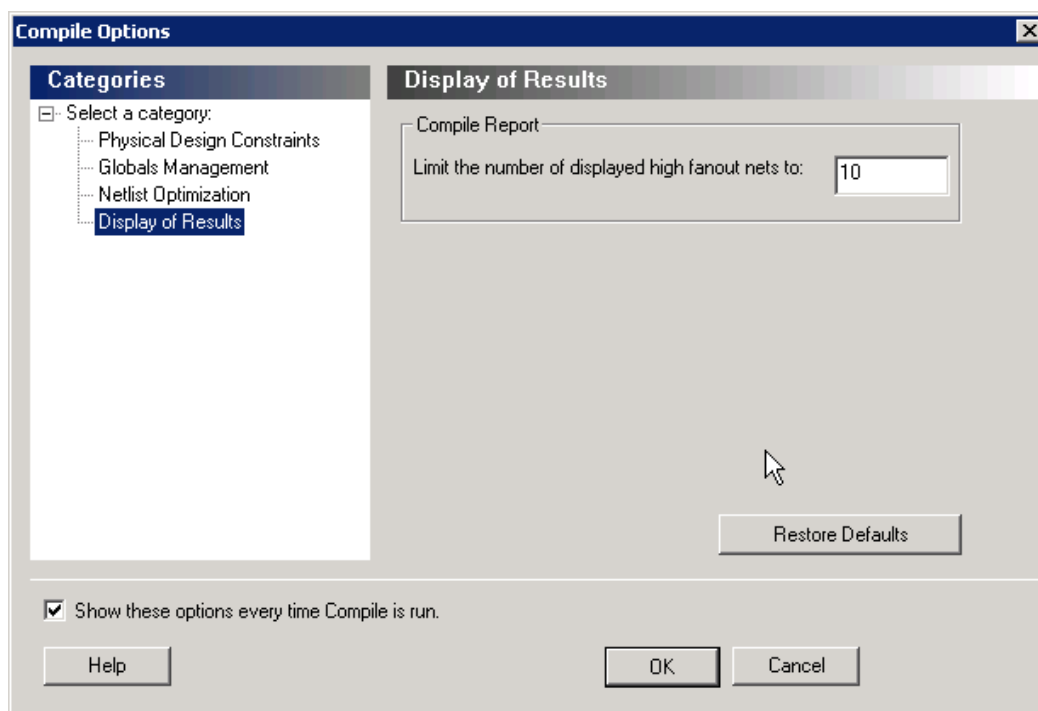 Compile Options
Categories
Select a category:
Physical Design Constraints
Globals Management
Netlist Optimization
Display of Results
Display of Results
Compile Report
Limit the number of displayed high fanout nets to: 10
Restore Defaults
Show these options every time Compile is run.
Help OK Cancel